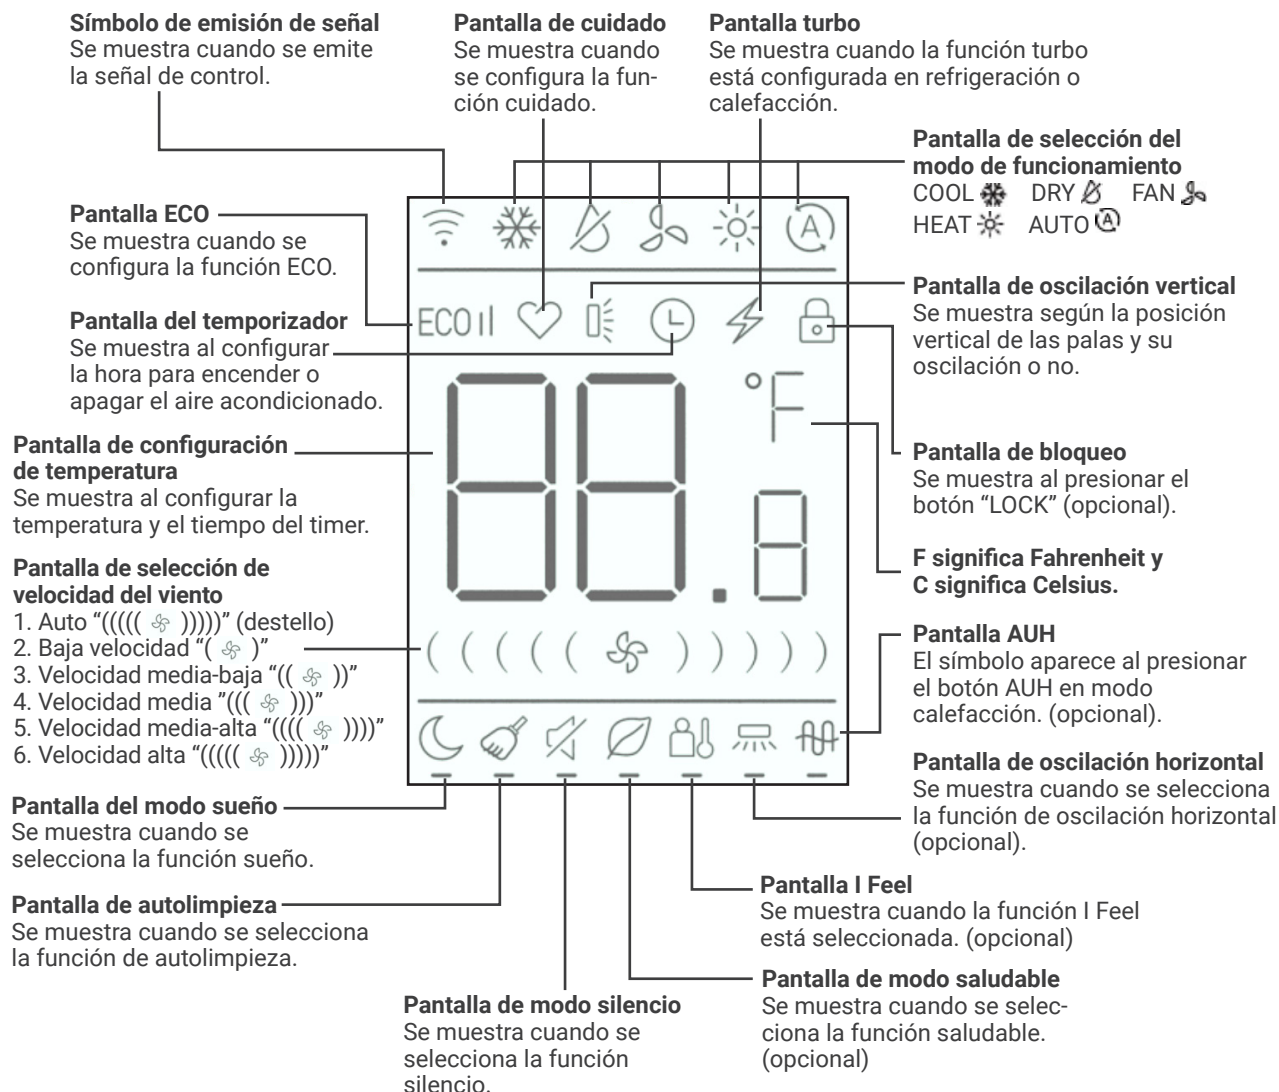 Símbolo de emisión de señal
Se muestra cuando se emite
la señal de control.
Pantalla de cuidado
Se muestra cuando
se configura la fun-
ción cuidado.
Pantalla turbo
Se muestra cuando la función turbo
está configurada en refrigeración o
calefacción.
Pantalla de selección del
modo de funcionamiento
COOL DRY FAN
HEAT AUTO A
Pantalla ECO
Se muestra cuando se
configura la función ECO.
Pantalla del temporizador
Se muestra al configurar
la hora para encender o
apagar el aire acondicionado.
Pantalla de configuración
de temperatura
Se muestra al configurar la
temperatura y el tiempo del timer.
Pantalla de selección de
velocidad del viento
1. Auto “((((( )))))” (destello)
2. Baja velocidad “( )”
3. Velocidad media-baja “(( ))”
4. Velocidad media ”((( )))”
5. Velocidad media-alta “(((( ))))”
6. Velocidad alta “((((( )))))”
Pantalla del modo sueño
Se muestra cuando se
selecciona la función sueño.
Pantalla de autolimpieza
Se muestra cuando se selecciona
la función de autolimpieza.
A
ECO
88.8 °F
( ( ( ( ( ) ) ) ) )
Pantalla de oscilación vertical
Se muestra según la posición
vertical de las palas y su
oscilación o no.
Pantalla de bloqueo
Se muestra al presionar el
botón “LOCK” (opcional).
F significa Fahrenheit y
C significa Celsius.
Pantalla AUH
El símbolo aparece al presionar
el botón AUH en modo
calefacción. (opcional).
Pantalla de oscilación horizontal
Se muestra cuando se selecciona
la función de oscilación horizontal
(opcional).
Pantalla I Feel
Se muestra cuando la función I Feel
está seleccionada. (opcional)
Pantalla de modo saludable
Se muestra cuando se selec-
ciona la función saludable.
(opcional)
Pantalla de modo silencio
Se muestra cuando se
selecciona la función
silencio.